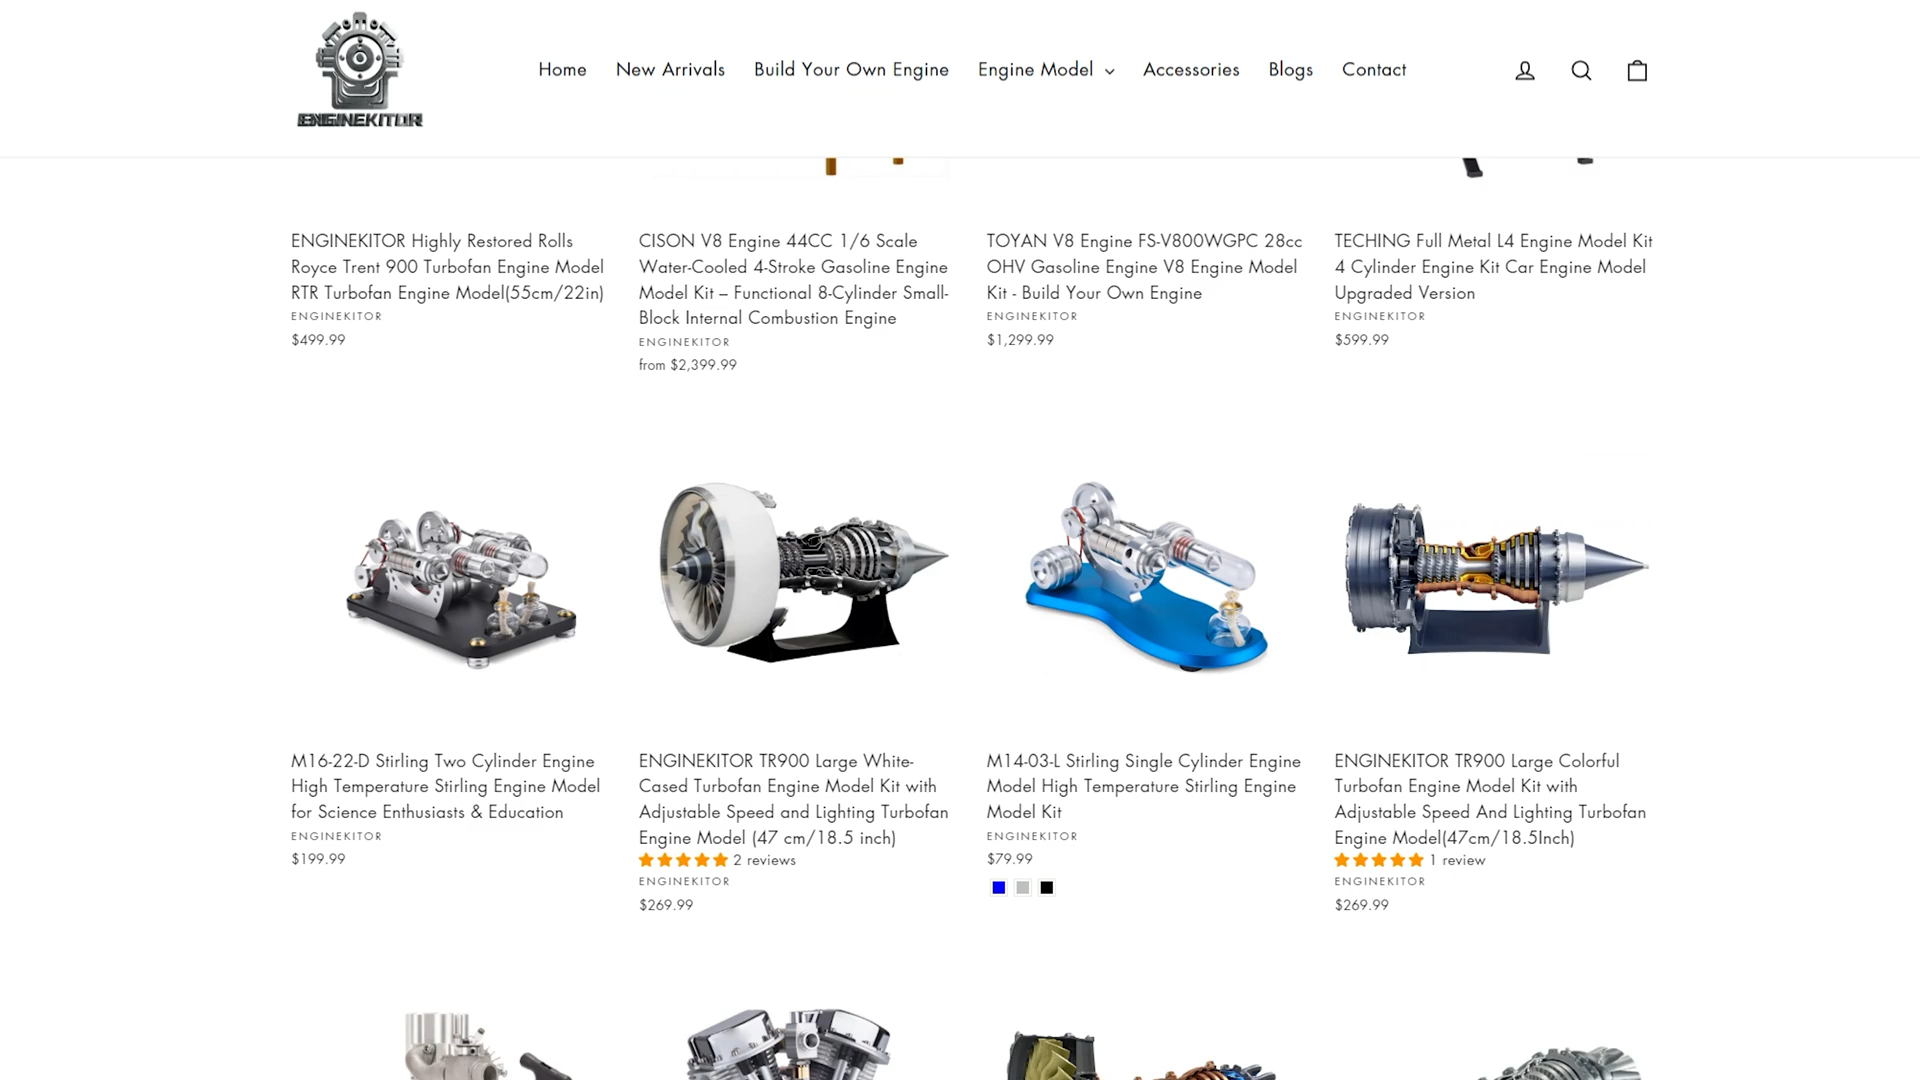 ENGINEKITOR
Home New Arrivals Build Your Own Engine Engine Model Accessories Blogs Contact
ENGINEKITOR Highly Restored Rolls
Royce Trent 900 Turbofan Engine Model
RTR Turbofan Engine Model(55cm/22in)
ENGINEKITOR
$499.99
CISON V8 Engine 44CC 1/6 Scale
Water-Cooled 4-Stroke Gasoline Engine
Model Kit – Functional 8-Cylinder Small-
Block Internal Combustion Engine
ENGINEKITOR
from $2,399.99
TOYAN V8 Engine FS-V800WGPC 28cc
OHV Gasoline Engine V8 Engine Model
Kit - Build Your Own Engine
ENGINEKITOR
$1,299.99
TECHING Full Metal L4 Engine Model Kit
4 Cylinder Engine Kit Car Engine Model
Upgraded Version
ENGINEKITOR
$599.99
M16-22-D Stirling Two Cylinder Engine
High Temperature Stirling Engine Model
for Science Enthusiasts & Education
ENGINEKITOR
$199.99
ENGINEKITOR TR900 Large White-
Cased Turbofan Engine Model Kit with
Adjustable Speed and Lighting Turbofan
Engine Model (47 cm/18.5 inch)
2 reviews
ENGINEKITOR
$269.99
M14-03-L Stirling Single Cylinder Engine
Model High Temperature Stirling Engine
Model Kit
ENGINEKITOR
$79.99
ENGINEKITOR TR900 Large Colorful
Turbofan Engine Model Kit with
Adjustable Speed And Lighting Turbofan
Engine Model(47cm/18.5Inch)
1 review
ENGINEKITOR
$269.99